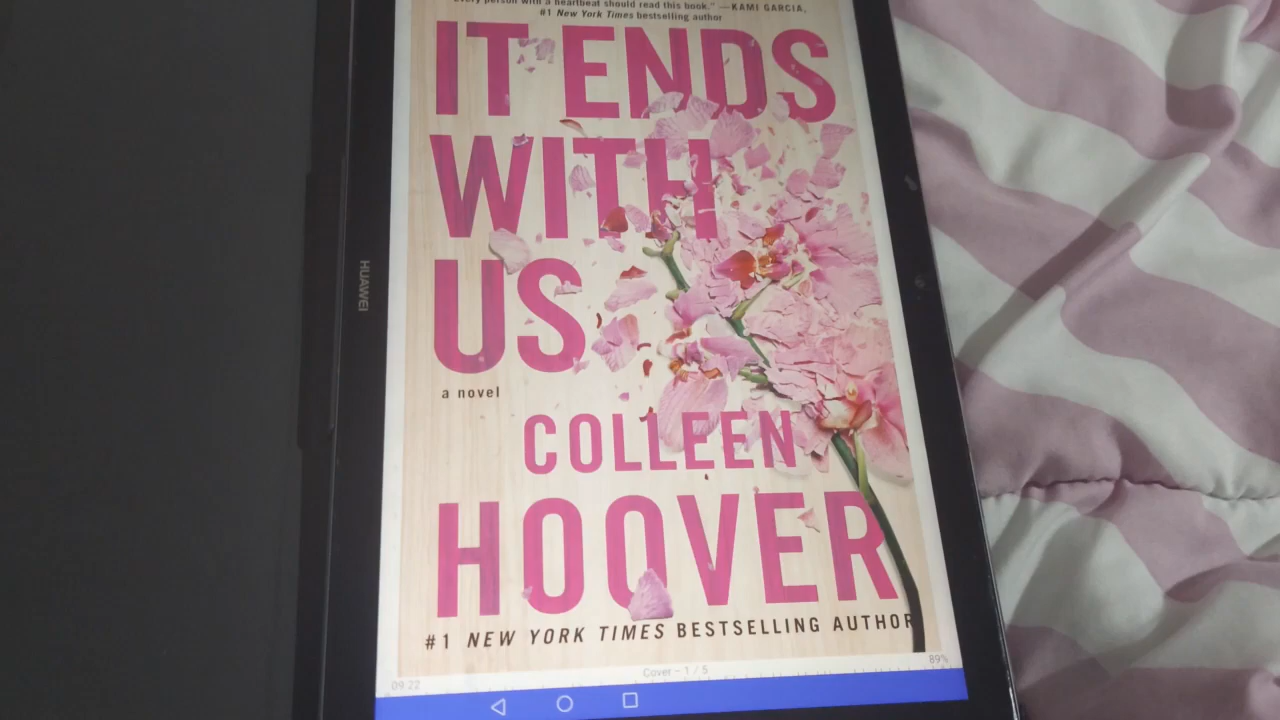 "Every person with a heartbeat should read this book." —KAMI GARCIA,
#1 New York Times bestselling author
IT ENDS
WITH
US
a novel
COLLEEN
HOOVER
#1 NEW YORK TIMES BESTSELLING AUTHOR
Cover – 1 / 5
89%
09:22
HUAWEI